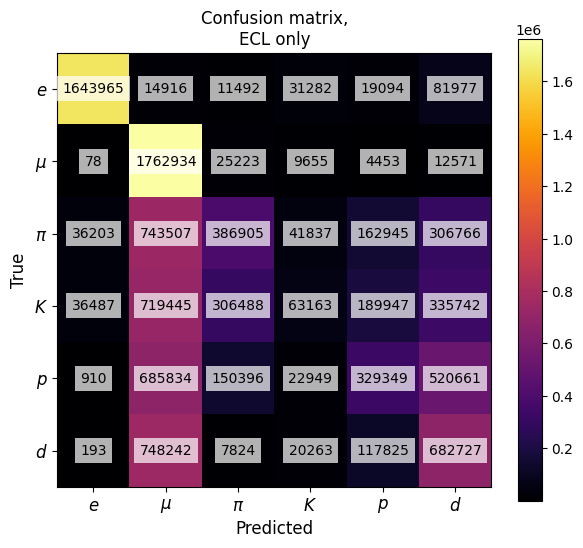 Confusion matrix,
ECL only
1e6
e 1643965 14916 11492 31282 19094 81977
μ 78 1762934 25223 9655 4453 12571
π 36203 743507 386905 41837 162945 306766
K 36487 719445 306488 63163 189947 335742
p 910 685834 150396 22949 329349 520661
d 193 748242 7824 20263 117825 682727
e μ π K p d
Predicted
True
1.6
1.4
1.2
1.0
0.8
0.6
0.4
0.2